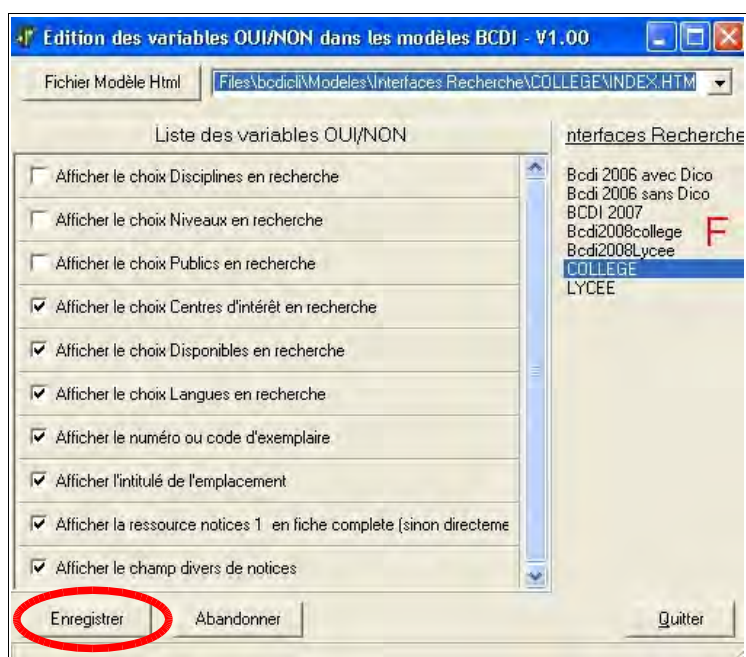 Édition des variables OUI/NON dans les modèles BCDI - V1.00
Fichier Modèle Html
Files\bcdicli\Modeles\Interfaces Recherche\COLLEGE\INDEX.HTM
Liste des variables OUI/NON
nterfaces Recherche
Afficher le choix Disciplines en recherche
Afficher le choix Niveaux en recherche
Afficher le choix Publics en recherche
Afficher le choix Centres d'intérêt en recherche
Afficher le choix Disponibles en recherche
Afficher le choix Langues en recherche
Afficher le numéro ou code d'exemplaire
Afficher l'intitulé de l'emplacement
Afficher la ressource notices 1 en fiche complete (sinon directeme
Afficher le champ divers de notices
Bcdi 2006 avec Dico
Bcdi 2006 sans Dico
BCDI 2007
Bcdi2008college
F
Bcdi2008Lycee
COLLEGE
LYCEE
Enregistrer
Abandonner
Quitter